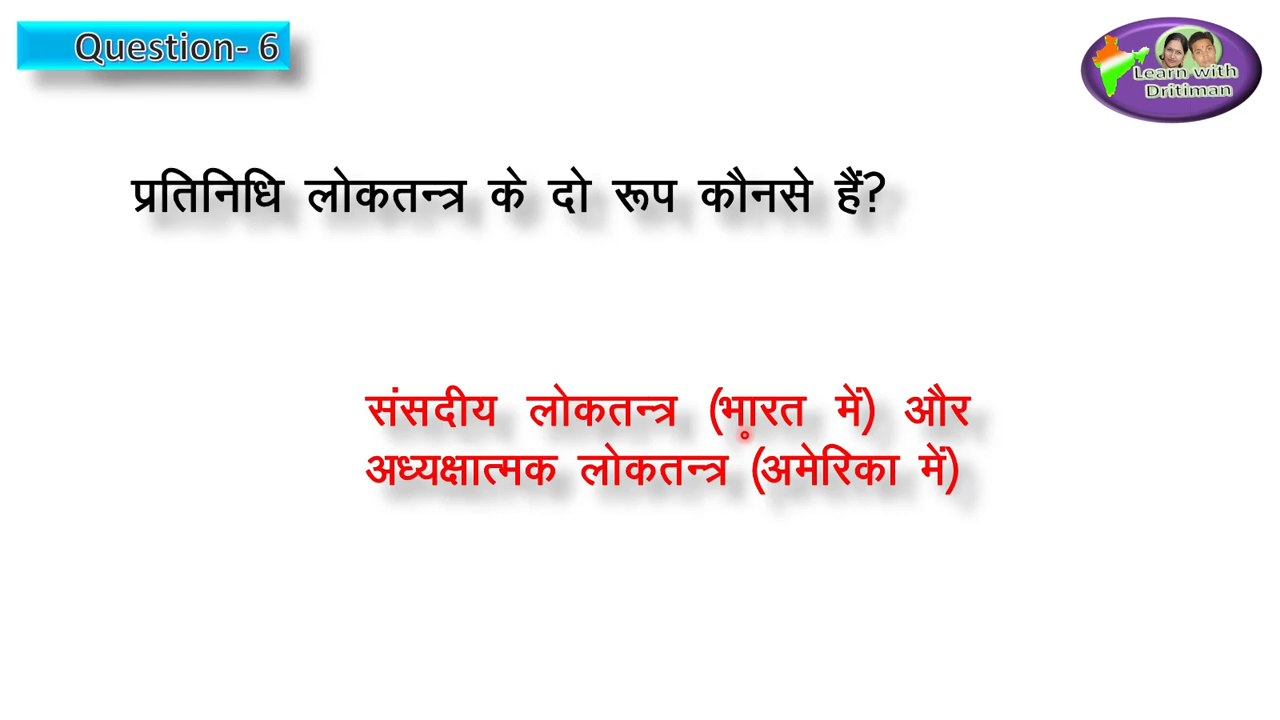 Question- 6
Learn with
Dritiman
प्रतिनिधि लोकतन्त्र के दो रूप कौनसे हैं?
संसदीय लोकतन्त्र (भारत में) और
अध्यक्षात्मक लोकतन्त्र (अमेरिका में)